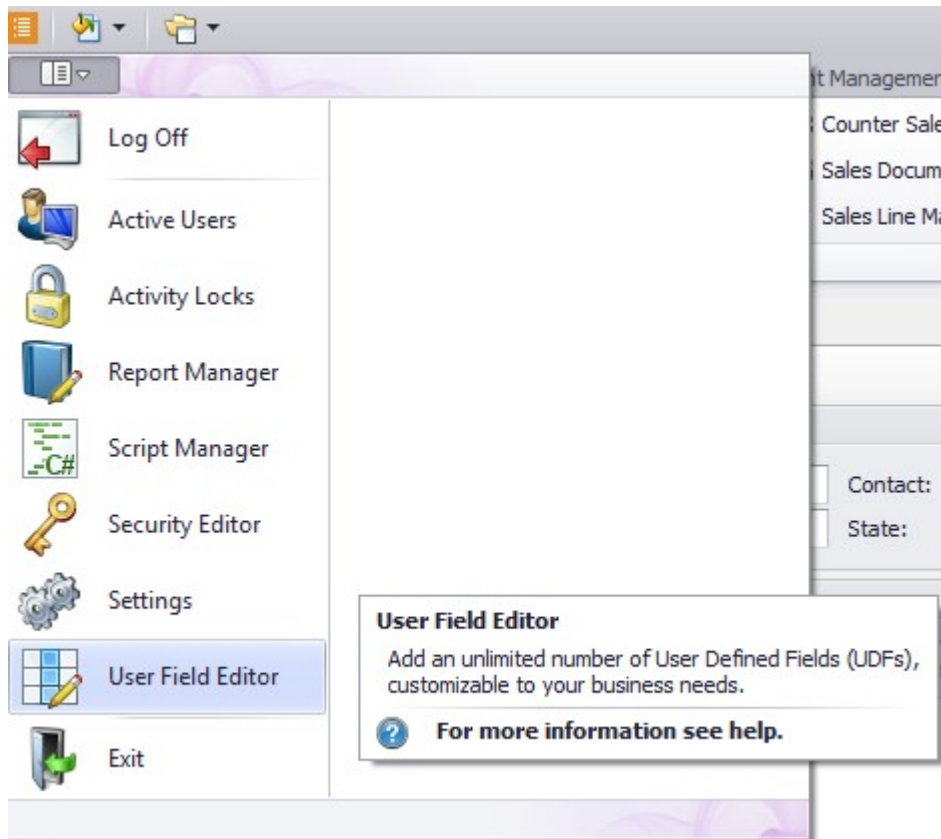 nt Management
Log Off
Counter Sale
Sales Docum
Active Users
Sales Line Ma
Activity Locks
Report Manager
Script Manager
C#
Contact:
Security Editor
State:
Settings
User Field Editor
Add an unlimited number of User Defined Fields (UDFs),
customizable to your business needs.
User Field Editor
? For more information see help.
Exit